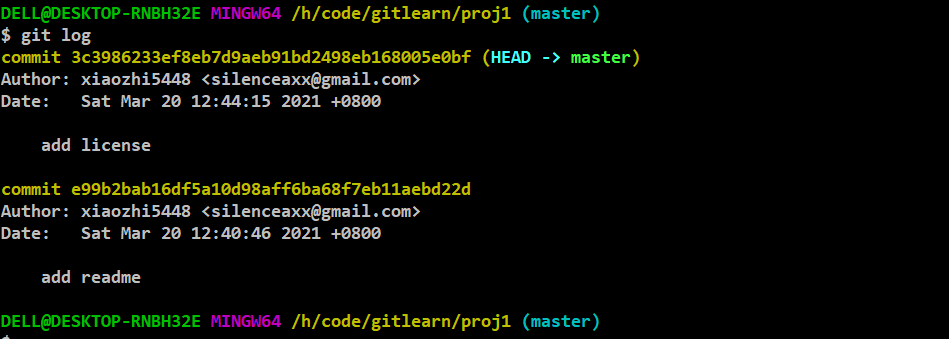 DELL@DESKTOP-RNBH32E MINGW64 /h/code/gitlearn/proj1 (master)
$ git log
commit 3c3986233ef8eb7d9aeb91bd2498eb168005e0bf (HEAD -> master)
Author: xiaozhi5448 <silenceaxx@gmail.com>
Date:   Sat Mar 20 12:44:15 2021 +0800

    add license

commit e99b2bab16df5a10d98aff6ba68f7eb11aebd22d
Author: xiaozhi5448 <silenceaxx@gmail.com>
Date:   Sat Mar 20 12:40:46 2021 +0800

    add readme

DELL@DESKTOP-RNBH32E MINGW64 /h/code/gitlearn/proj1 (master)
$